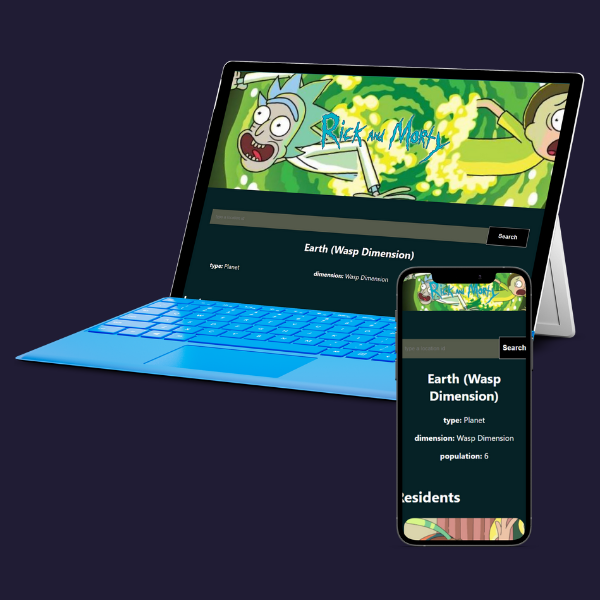 Rick and Morty
Search
Earth (Wasp Dimension)
type: Planet
dimension: Wasp Dimension
Rick and Morty
Search
Earth (Wasp
Dimension)
type: Planet
dimension: Wasp Dimension
population: 6
Residents